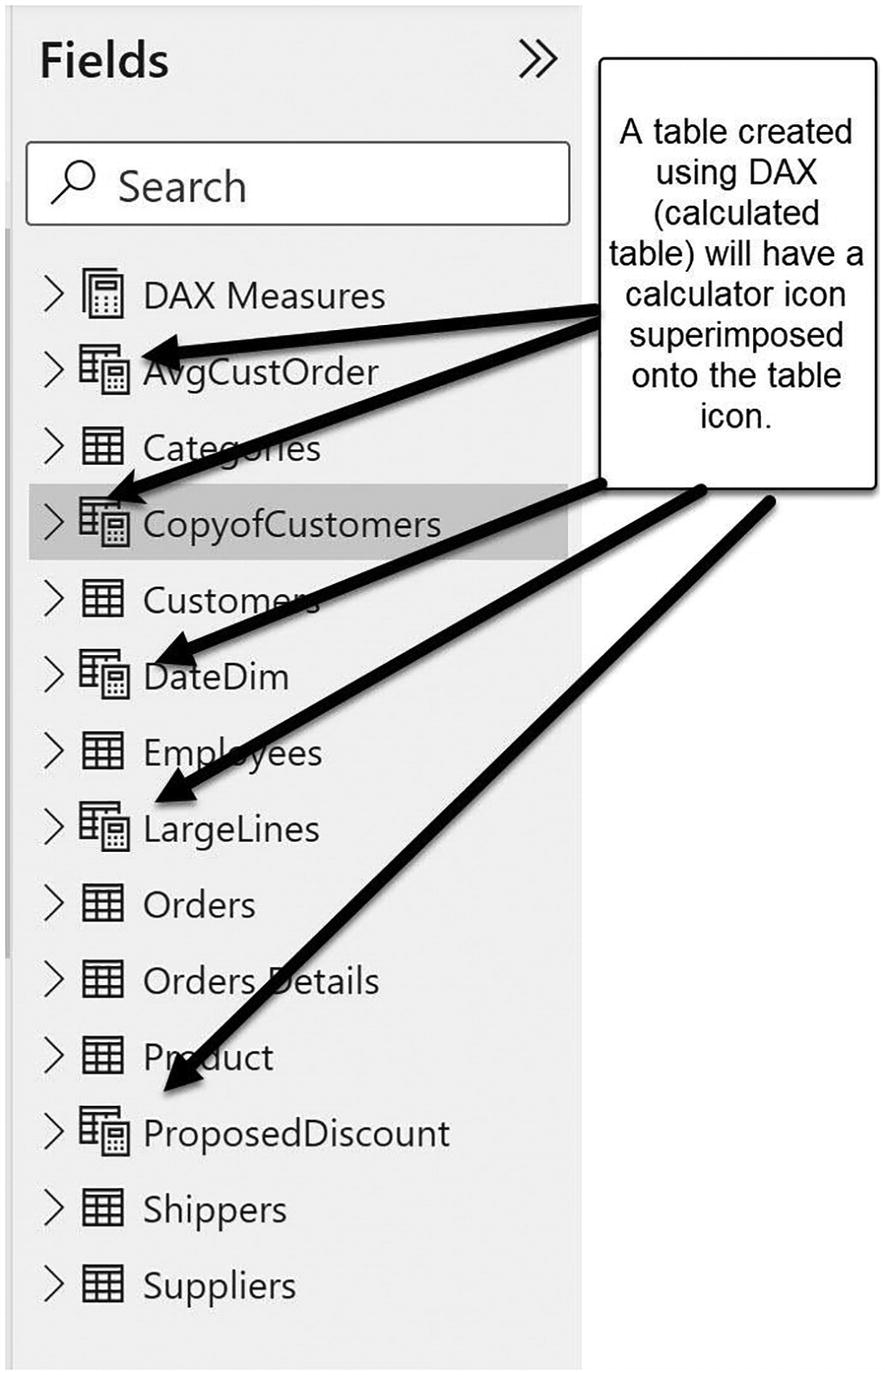 Fields
Search
DAX Measures
AvgCustOrder
Categories
CopyofCustomers
Customers
DateDim
Employees
LargeLines
Orders
Orders Details
Product
ProposedDiscount
Shippers
Suppliers
A table created
using DAX
(calculated
table) will have a
calculator icon
superimposed
onto the table
icon.